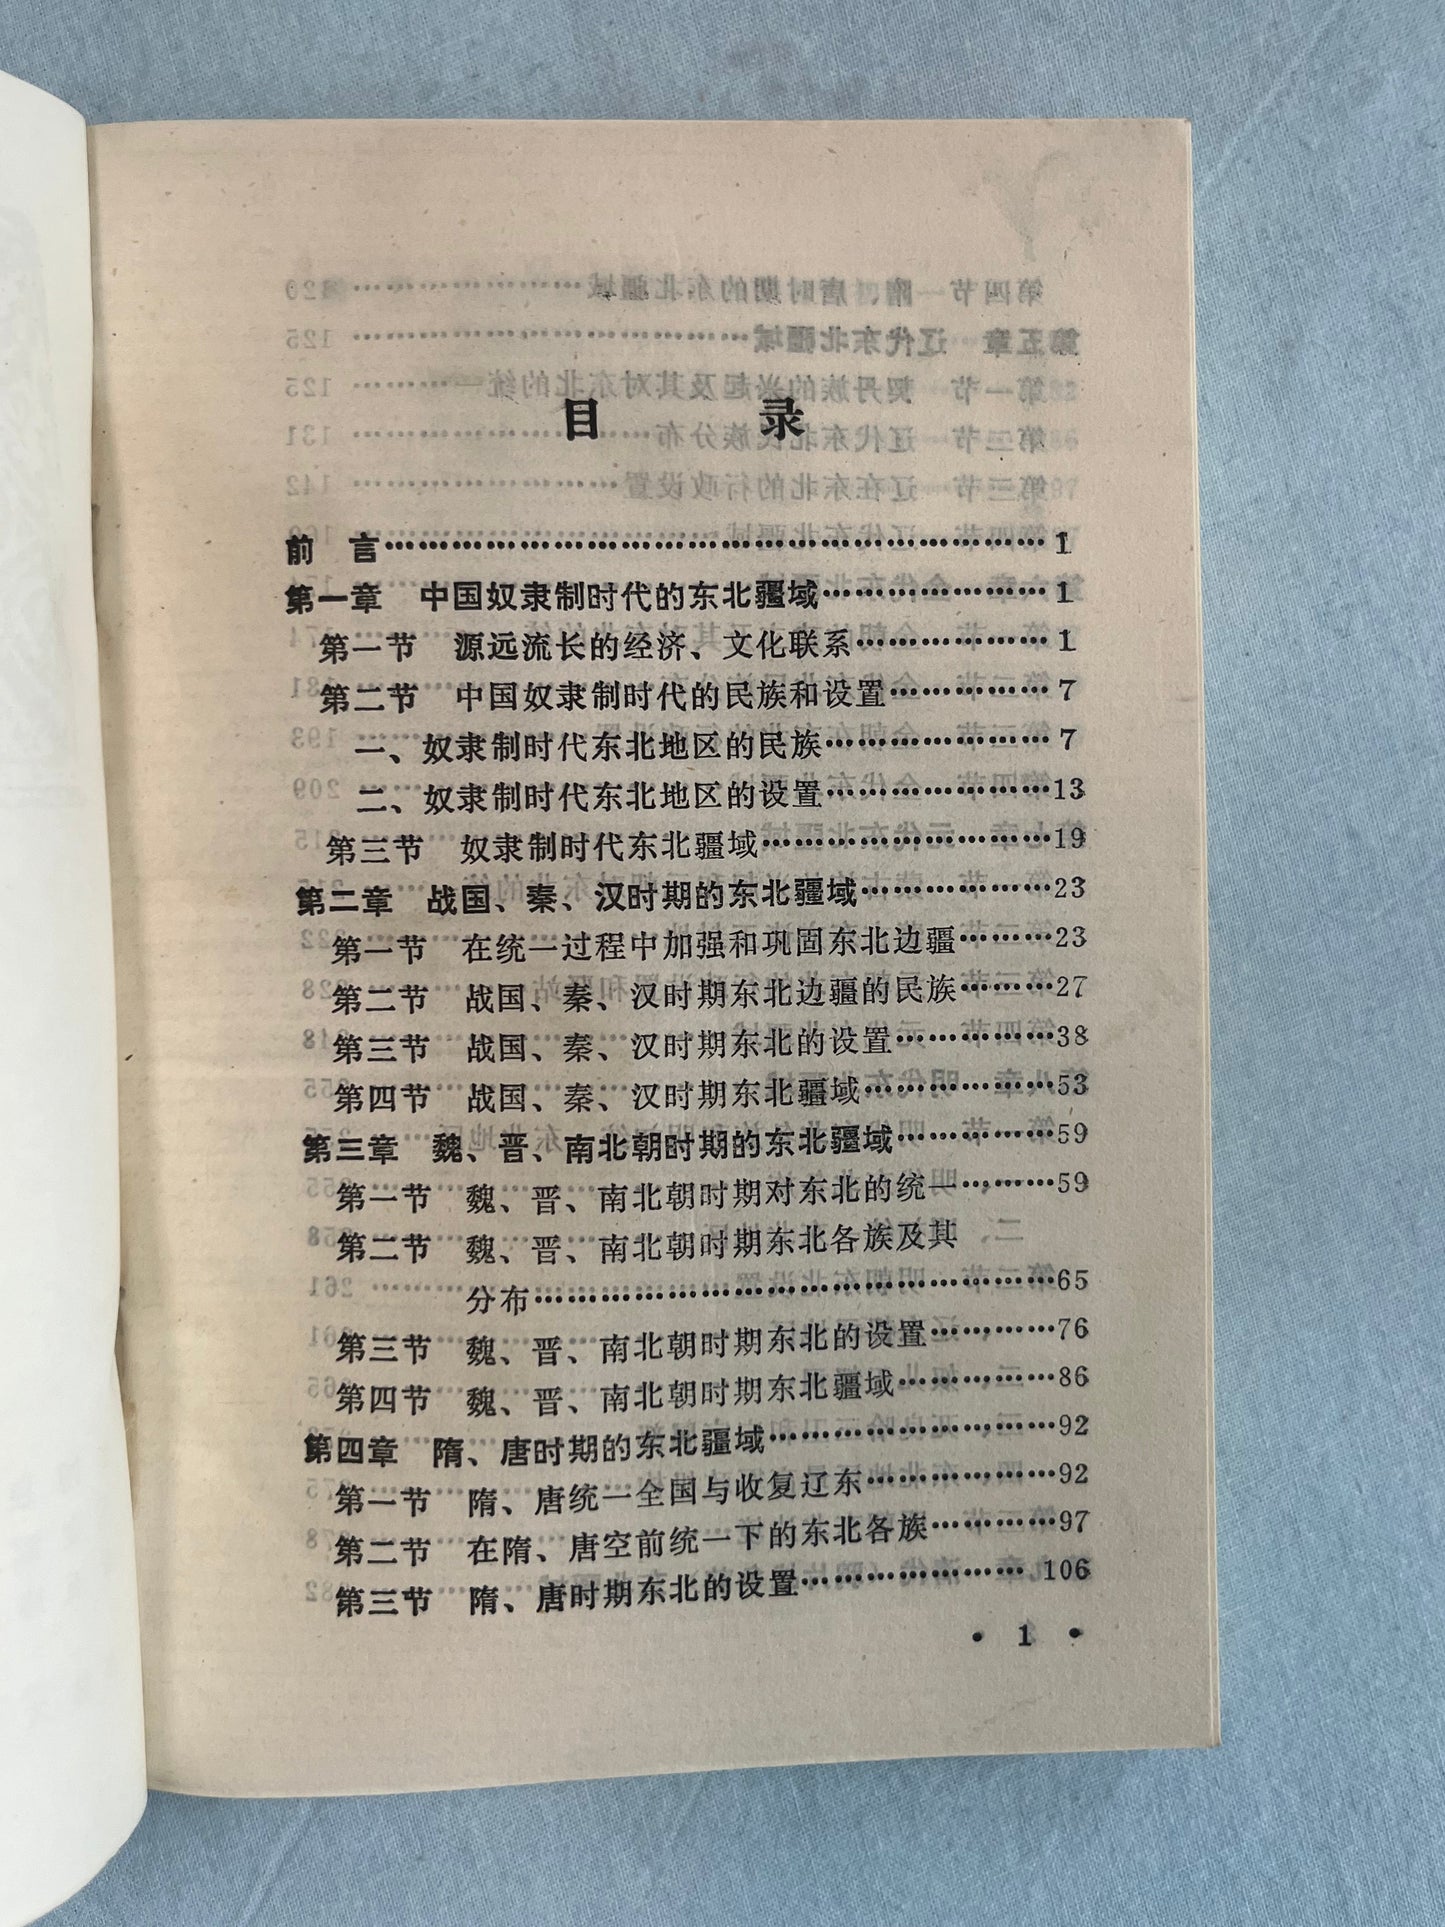 目 录
前 言……………………………………………………1
第一章 中国奴隶制时代的东北疆域…………………1
第一节 源远流长的经济、文化联系………………1
第二节 中国奴隶制时代的民族和设置……………7
一、奴隶制时代东北地区的民族…………………7
二、奴隶制时代东北地区的设置…………………13
第三节 奴隶制时代东北疆域………………………19
第二章 战国、秦、汉时期的东北疆域………………23
第一节 在统一过程中加强和巩固东北边疆………23
第二节 战国、秦、汉时期东北边疆的民族………27
第三节 战国、秦、汉时期东北的设置……………38
第四节 战国、秦、汉时期东北疆域………………53
第三章 魏、晋、南北朝时期的东北疆域……………59
第一节 魏、晋、南北朝时期对东北的统一………59
第二节 魏、晋、南北朝时期东北各族及其
分布……………………………………………65
第三节 魏、晋、南北朝时期东北的设置…………76
第四节 魏、晋、南北朝时期东北疆域……………86
第四章 隋、唐时期的东北疆域………………………92
第一节 隋、唐统一全国与收复辽东………………92
第二节 在隋、唐空前统一下的东北各族…………97
第三节 隋、唐时期东北的设置………………… 106
• 1 •